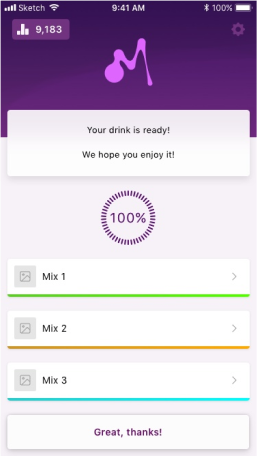 Sketch 9:41 AM 100%
9,183
Your drink is ready!
We hope you enjoy it!
100%
Mix 1
Mix 2
Mix 3
Great, thanks!